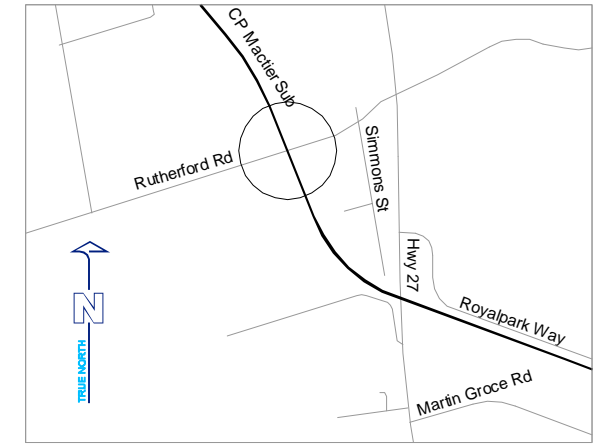 CP Mactier Sub
Rutherford Rd
Simmons St
Hwy 27
Royalpark Way
Martin Groce Rd
N
TRUE NORTH